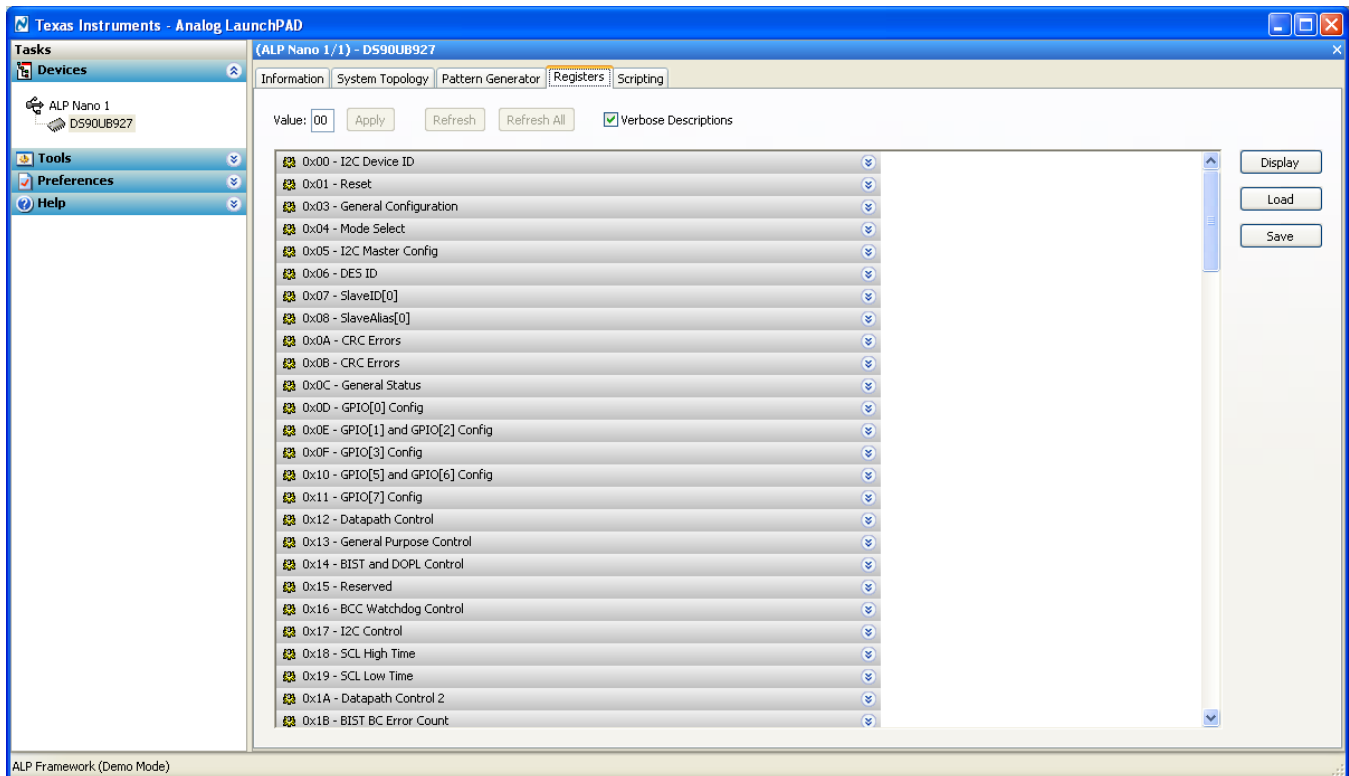 Texas Instruments - Analog LaunchPAD
Tasks
(ALP Nano 1/1) - DS90UB927
Devices
Information System Topology Pattern Generator Registers Scripting
ALP Nano 1
DS90UB927
Value: 00 Apply Refresh Refresh All Verbose Descriptions
Tools
Preferences
Help
0x00 - I2C Device ID
0x01 - Reset
0x03 - General Configuration
0x04 - Mode Select
0x05 - I2C Master Config
0x06 - DES ID
0x07 - SlaveID[0]
0x08 - SlaveAlias[0]
0x0A - CRC Errors
0x0B - CRC Errors
0x0C - General Status
0x0D - GPIO[0] Config
0x0E - GPIO[1] and GPIO[2] Config
0x0F - GPIO[3] Config
0x10 - GPIO[5] and GPIO[6] Config
0x11 - GPIO[7] Config
0x12 - Datapath Control
0x13 - General Purpose Control
0x14 - BIST and DOPL Control
0x15 - Reserved
0x16 - BCC Watchdog Control
0x17 - I2C Control
0x18 - SCL High Time
0x19 - SCL Low Time
0x1A - Datapath Control 2
0x1B - BIST BC Error Count
Display
Load
Save
ALP Framework (Demo Mode)